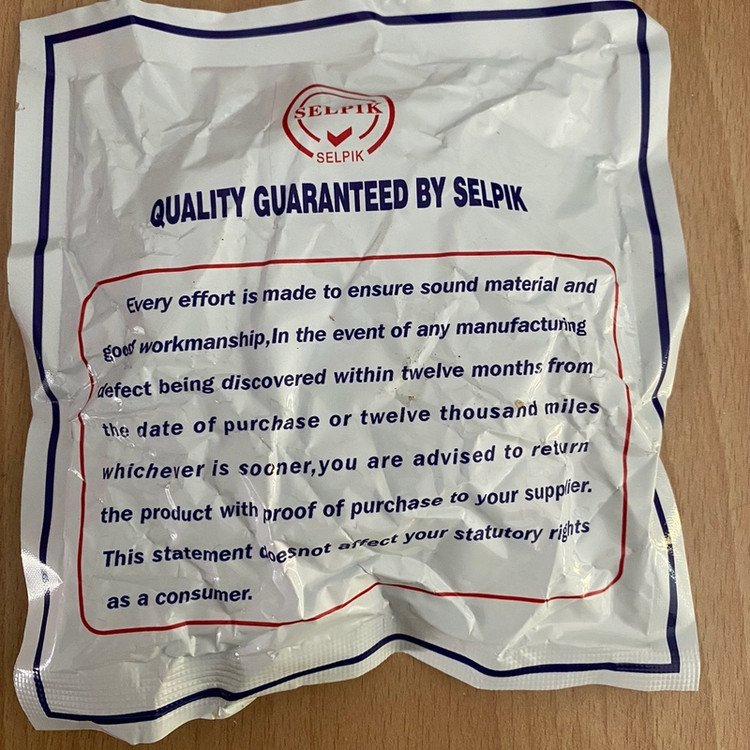 SELPIK
SELPIK
QUALITY GUARANTEED BY SELPIK
Every effort is made to ensure sound material and
good workmanship,In the event of any manufacturing
defect being discovered within twelve months from
the date of purchase or twelve thousand miles
whichever is sooner,you are advised to return
the product with proof of purchase to your supplier.
This statement doesnot affect your statutory rights
as a consumer.